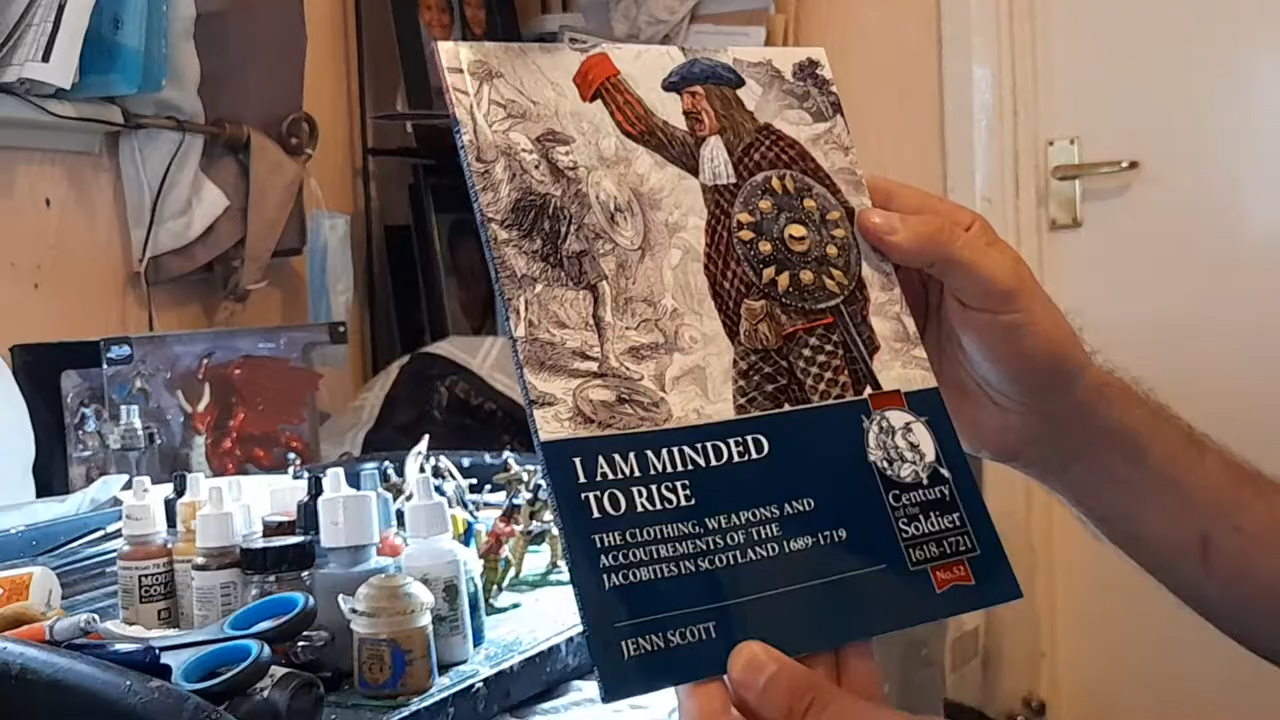 I AM MINDED
TO RISE
THE CLOTHING, WEAPONS AND
ACCOUTREMENTS OF THE
JACOBITES IN SCOTLAND 1689-1719
JENN SCOTT
Century
of the
Soldier
1618-1721
No.52
MODEL
COLOR